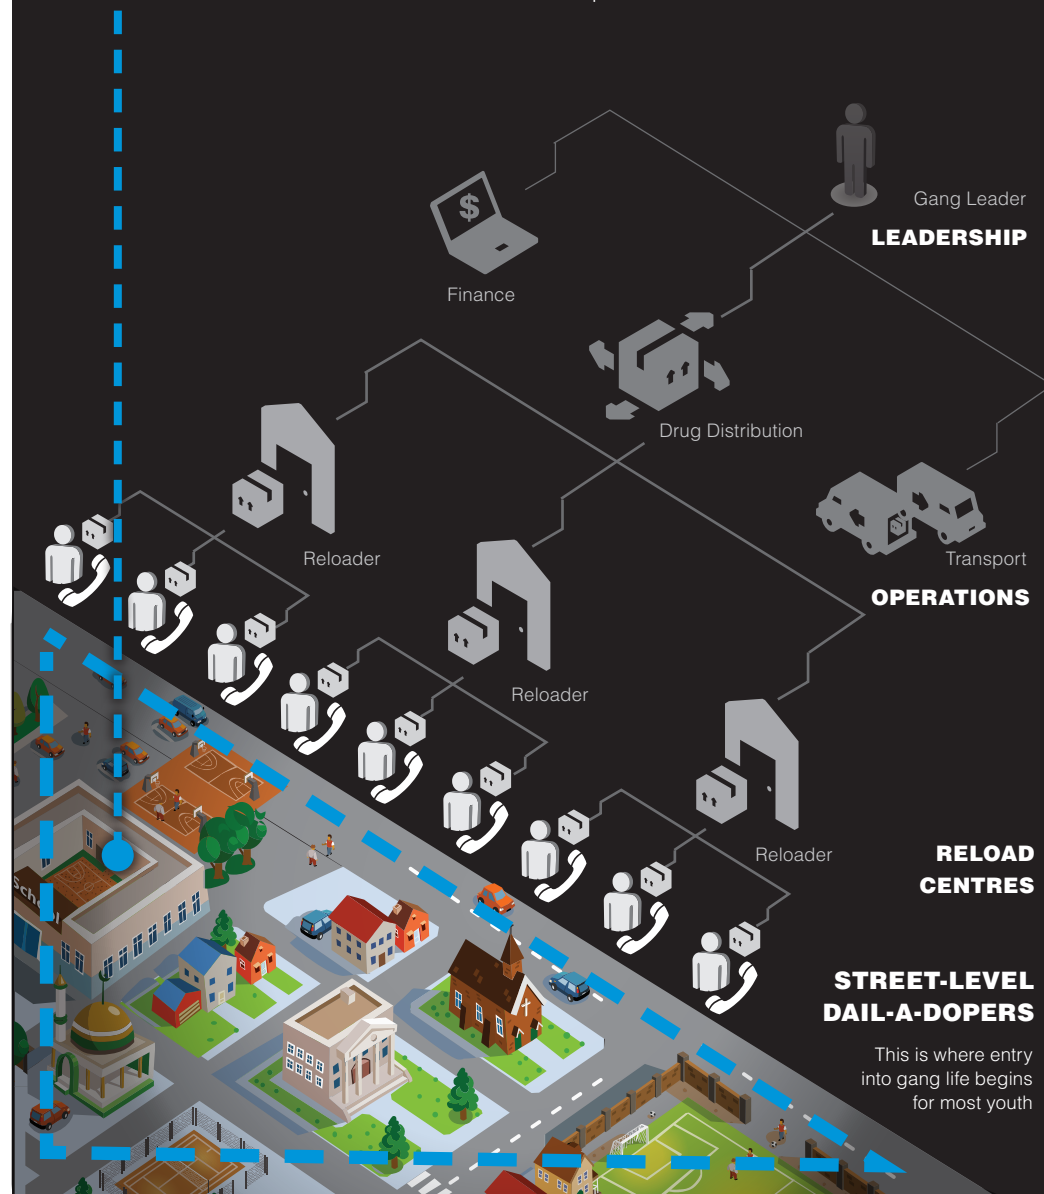 Gang Leader
LEADERSHIP
$
Finance
Drug Distribution
Reloader
Transport
OPERATIONS
Reloader
Reloader
RELOAD
CENTRES
School
STREET-LEVEL
DAIL-A-DOPERS
This is where entry
into gang life begins
for most youth